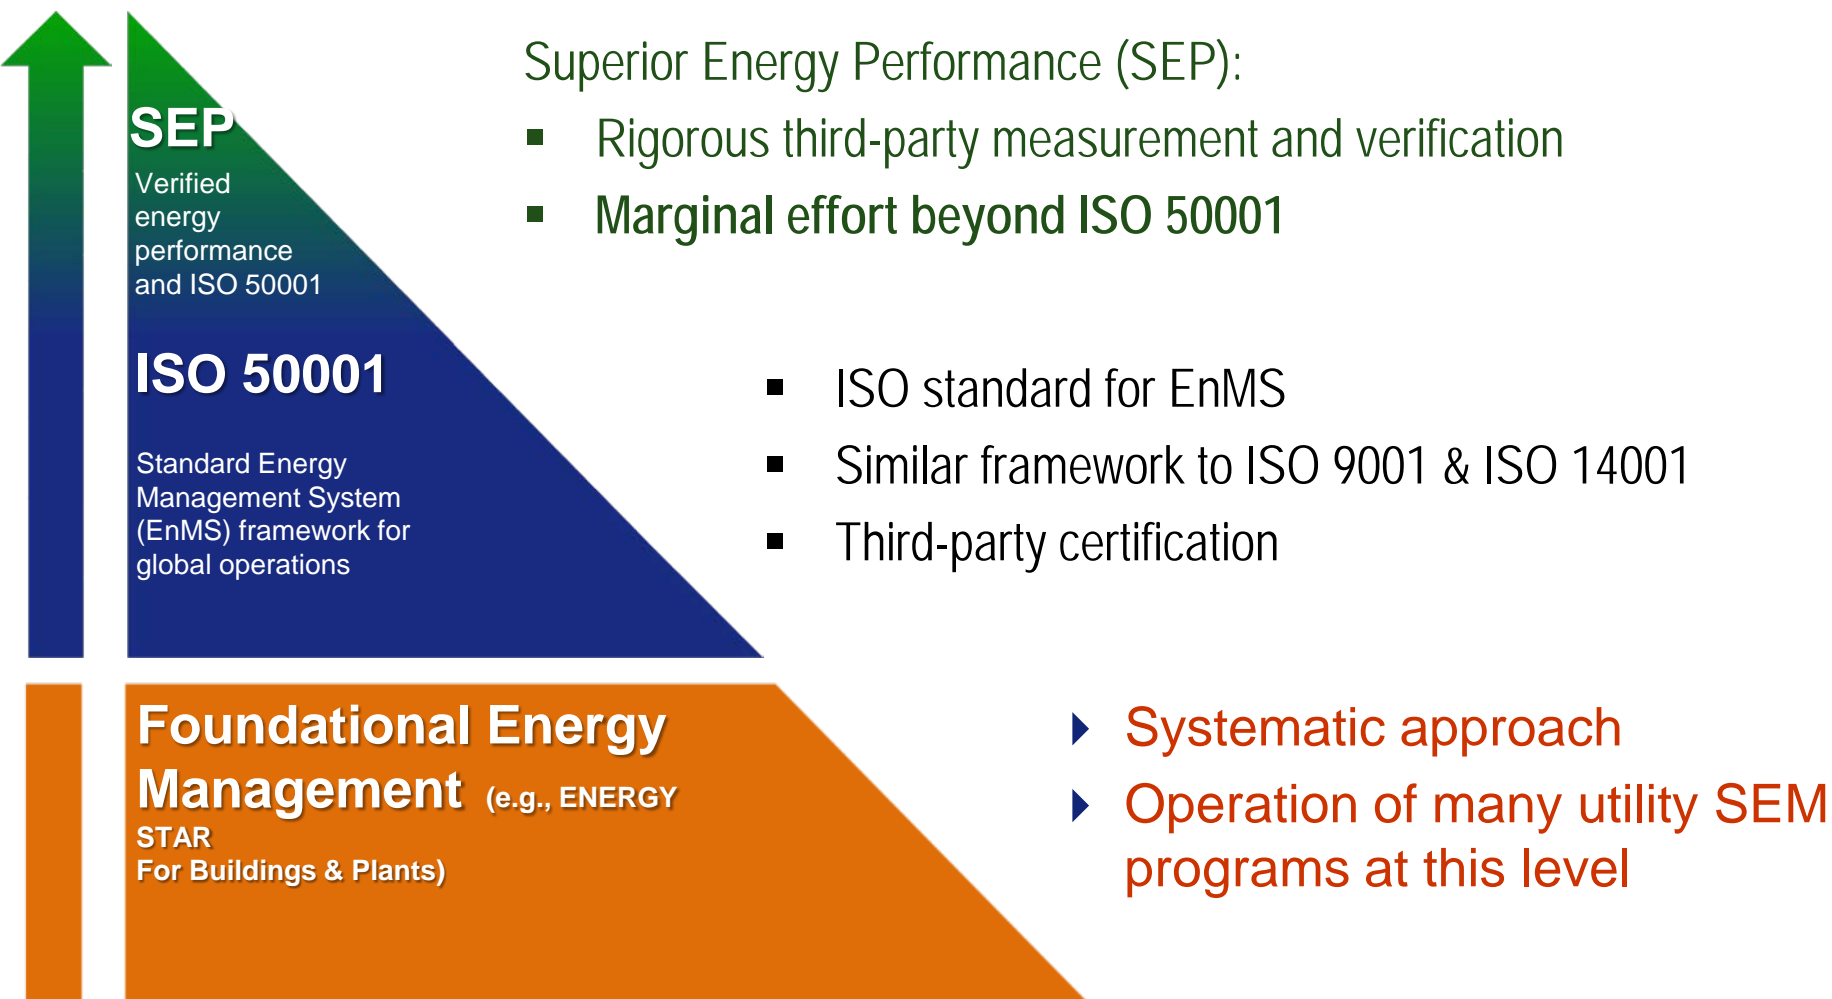 Superior Energy Performance (SEP):
▪ Rigorous third-party measurement and verification
▪ Marginal effort beyond ISO 50001
SEP
Verified
energy
performance
and ISO 50001
ISO 50001
Standard Energy
Management System
(EnMS) framework for
global operations
▪ ISO standard for EnMS
▪ Similar framework to ISO 9001 & ISO 14001
▪ Third-party certification
Foundational Energy
Management (e.g., ENERGY
STAR
For Buildings & Plants)
Systematic approach
Operation of many utility SEM
programs at this level